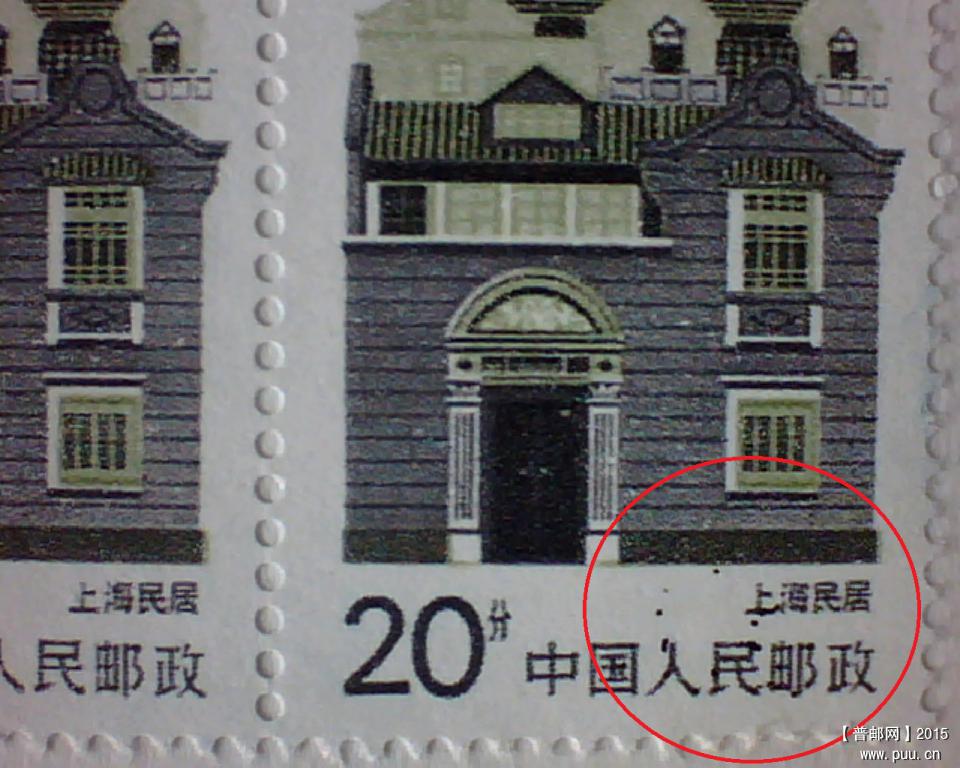 上海民居
人民邮政
20分
上海民居
中国人民邮政
【普邮网】2015
www.puu.cn